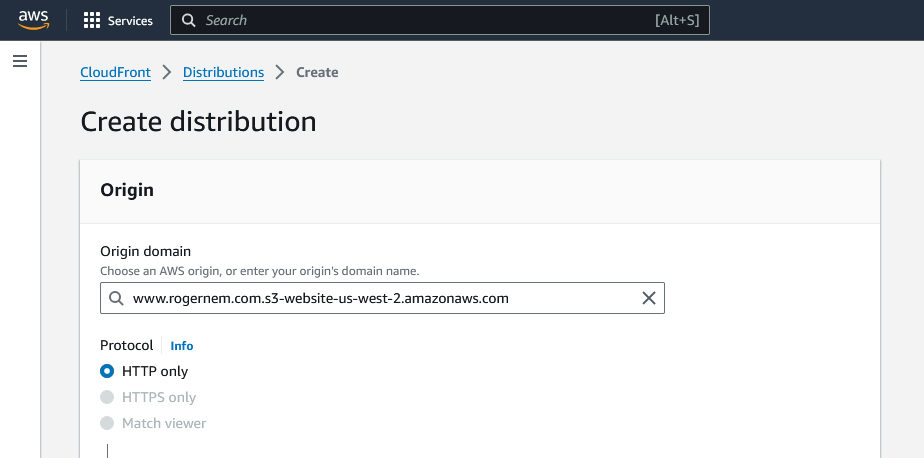 aws Services Search [Alt+S]
CloudFront Distributions Create
Create distribution
Origin
Origin domain
Choose an AWS origin, or enter your origin's domain name.
www.rogernem.com.s3-website-us-west-2.amazonaws.com
Protocol Info
HTTP only
HTTPS only
Match viewer